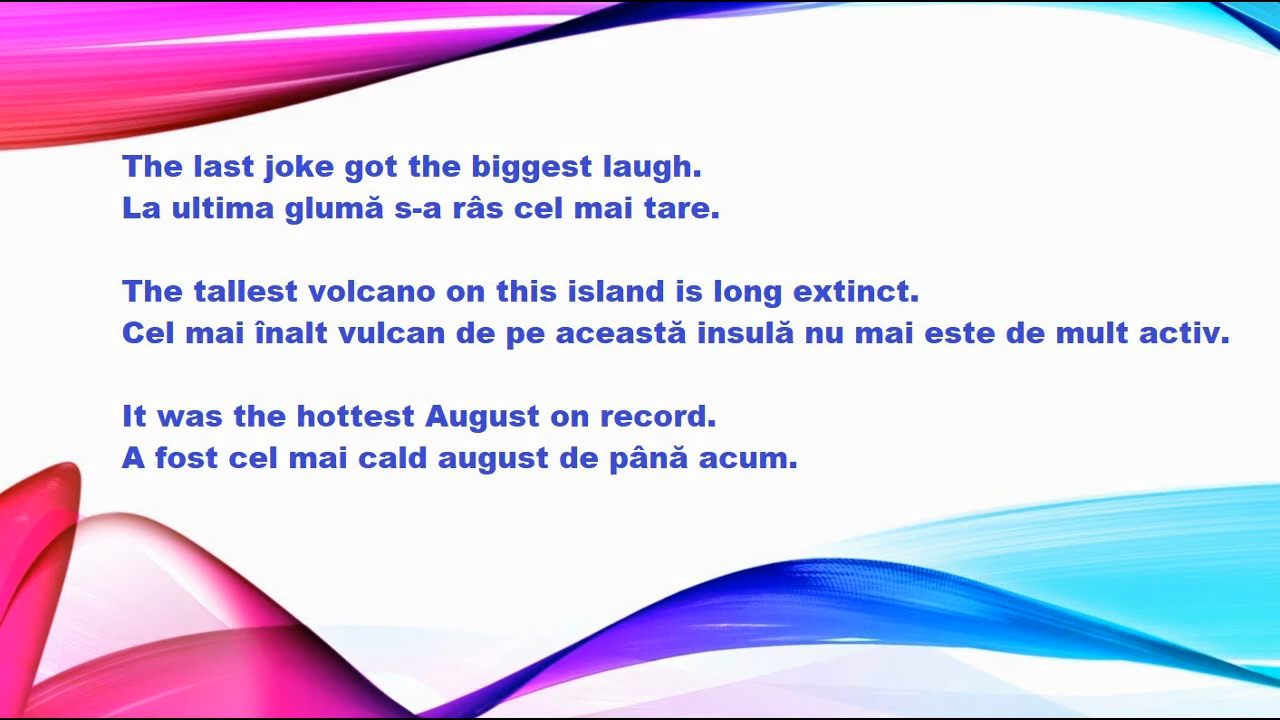 The last joke got the biggest laugh.
La ultima glumă s-a râs cel mai tare.
The tallest volcano on this island is long extinct.
Cel mai înalt vulcan de pe această insulă nu mai este de mult activ.
It was the hottest August on record.
A fost cel mai cald august de până acum.